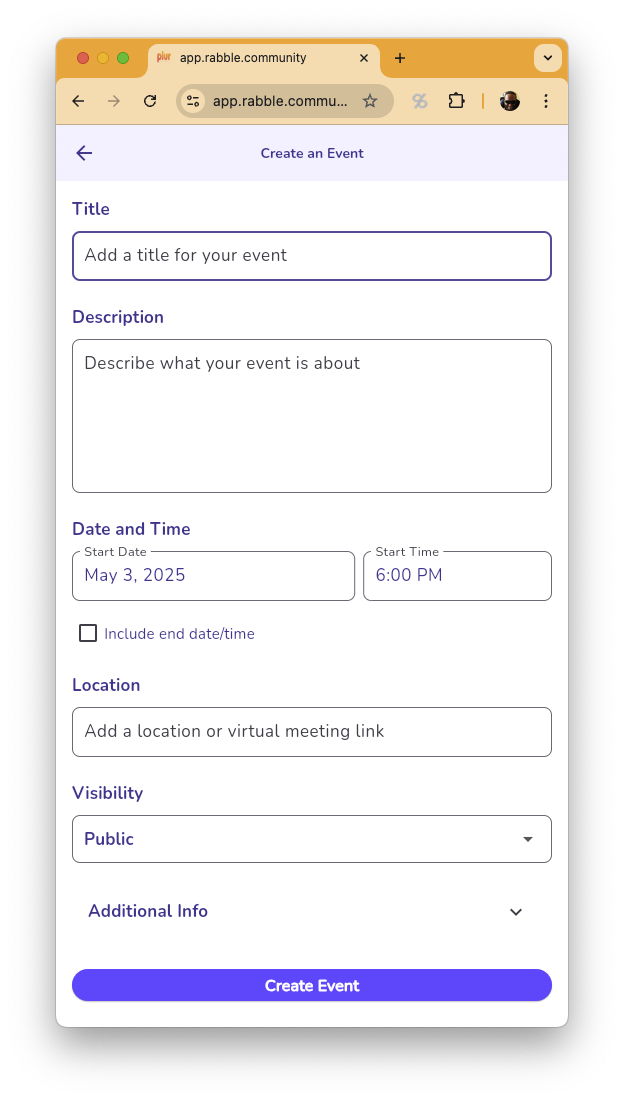 plur app.rabble.community
app.rabble.commu...
Create an Event
Title
Add a title for your event
Description
Describe what your event is about
Date and Time
Start Date Start Time
May 3, 2025 6:00 PM
Include end date/time
Location
Add a location or virtual meeting link
Visibility
Public
Additional Info
Create Event